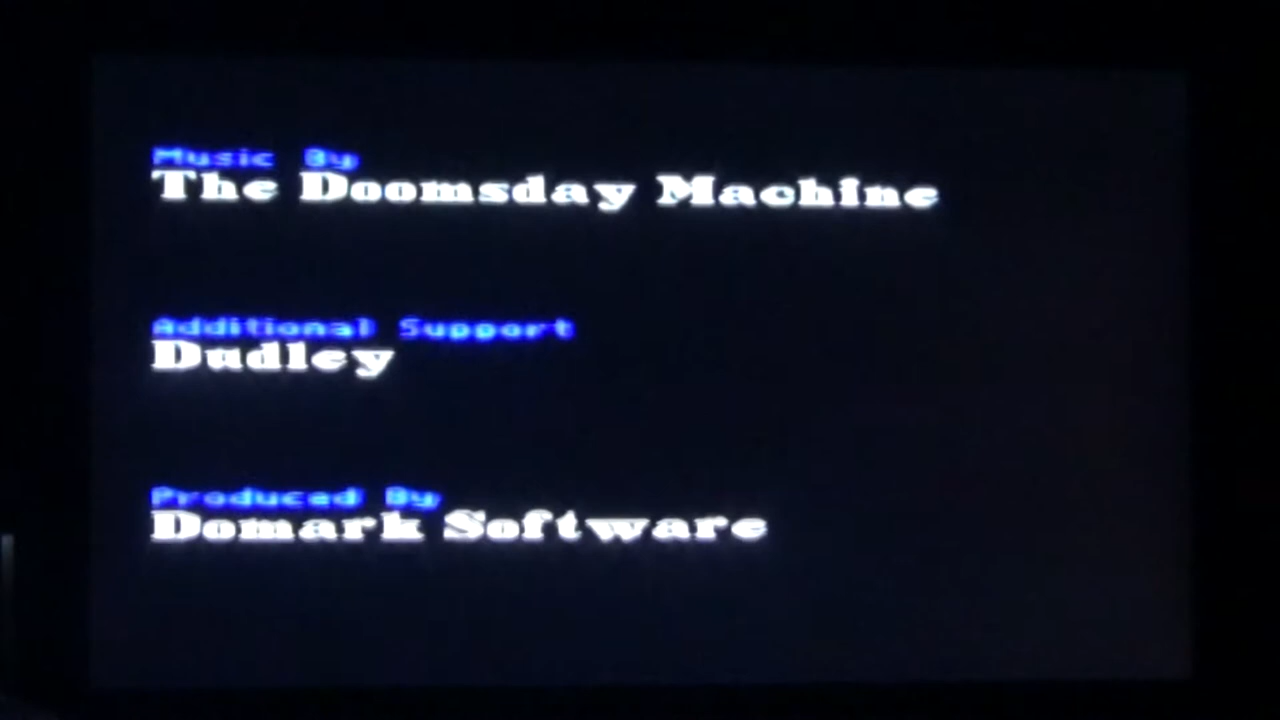 Music By
The Doomsday Machine
Additional Support
Dudley
Produced By
Domark Software